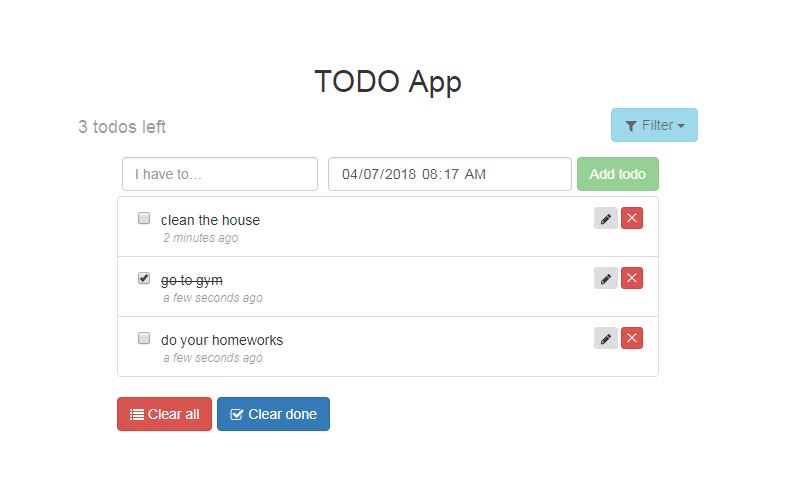 TODO App
3 todos left
Filter
I have to...
04/07/2018 08:17 AM
Add todo
clean the house
2 minutes ago
go to gym
a few seconds ago
do your homeworks
a few seconds ago
Clear all
Clear done